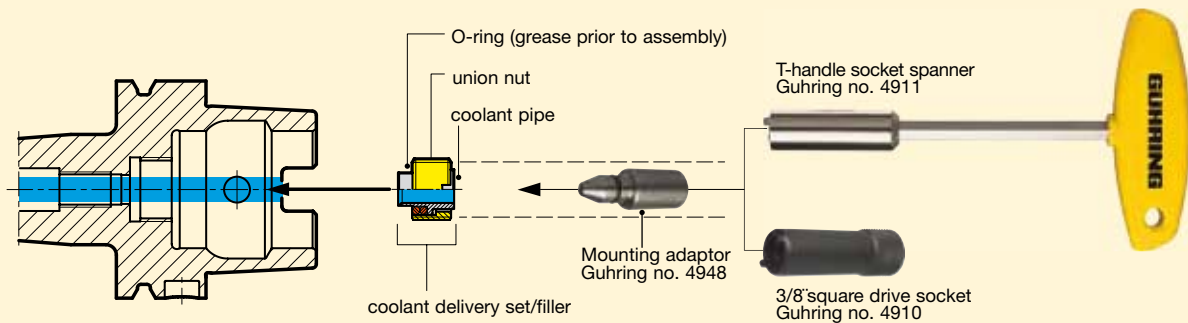 O-ring (grease prior to assembly)
union nut
coolant pipe
coolant delivery set/filler
Mounting adaptor
Guhring no. 4948
T-handle socket spanner
Guhring no. 4911
GUHRING
3/8¨square drive socket
Guhring no. 4910